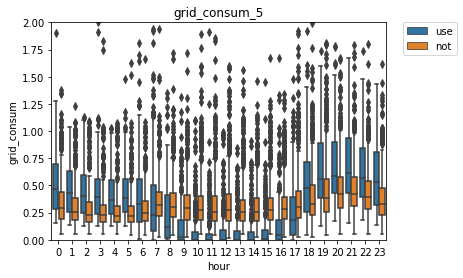 grid_consum_5
use
not
2.00
1.75
1.50
1.25
1.00
0.75
0.50
0.25
0.00
grid_consum
0 1 2 3 4 5 6 7 8 9 10 11 12 13 14 15 16 17 18 19 20 21 22 23
hour